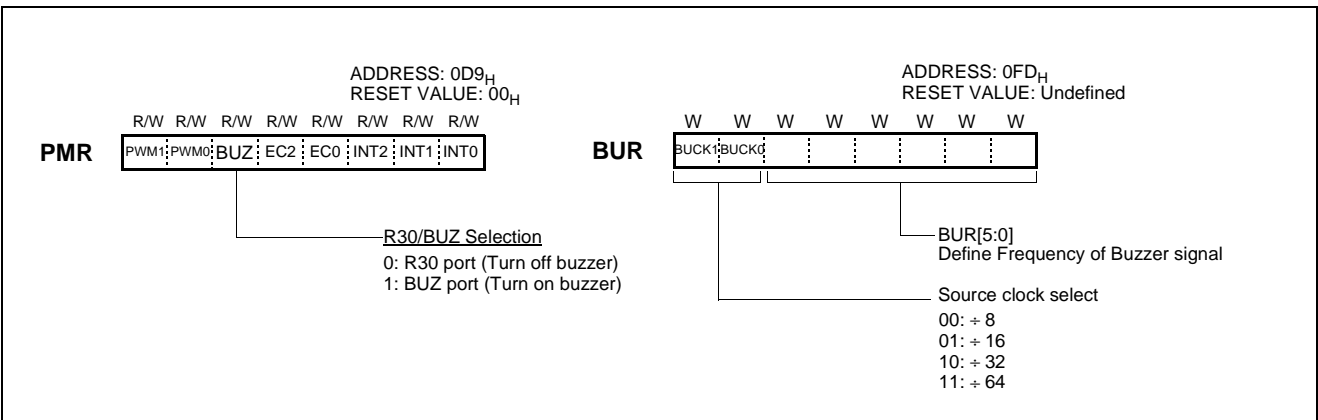 ADDRESS: 0D9H
RESET VALUE: 00H
R/W R/W R/W R/W R/W R/W R/W R/W
PMR PWM1 PWM0 BUZ EC2 EC0 INT2 INT1 INT0
R30/BUZ Selection
0: R30 port (Turn off buzzer)
1: BUZ port (Turn on buzzer)
ADDRESS: 0FDH
RESET VALUE: Undefined
W W W W W W W W
BUR BUCK1 BUCK0
BUR[5:0]
Define Frequency of Buzzer signal
Source clock select
00: ÷ 8
01: ÷ 16
10: ÷ 32
11: ÷ 64